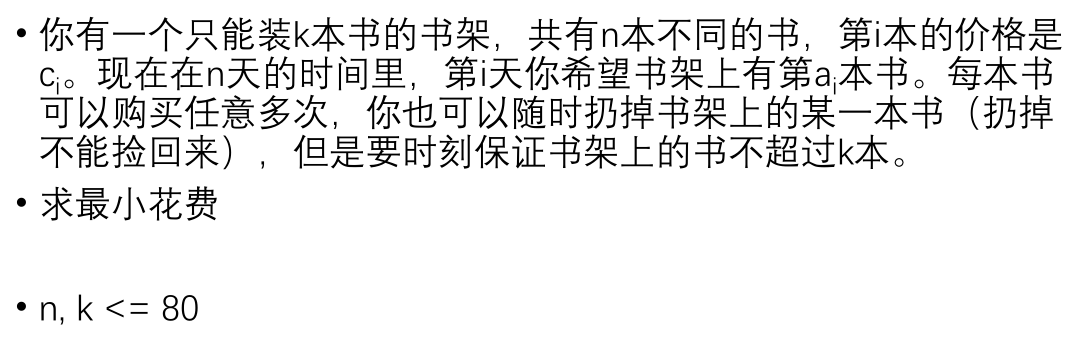 • 你有一个只能装k本书的书架，共有n本不同的书，第i本的价格是
cᵢ。现在在n天的时间里，第i天你希望书架上有第aᵢ本书。每本书
可以购买任意多次，你也可以随时扔掉书架上的某一本书（扔掉
不能捡回来），但是要时刻保证书架上的书不超过k本。
• 求最小花费
• n, k <= 80